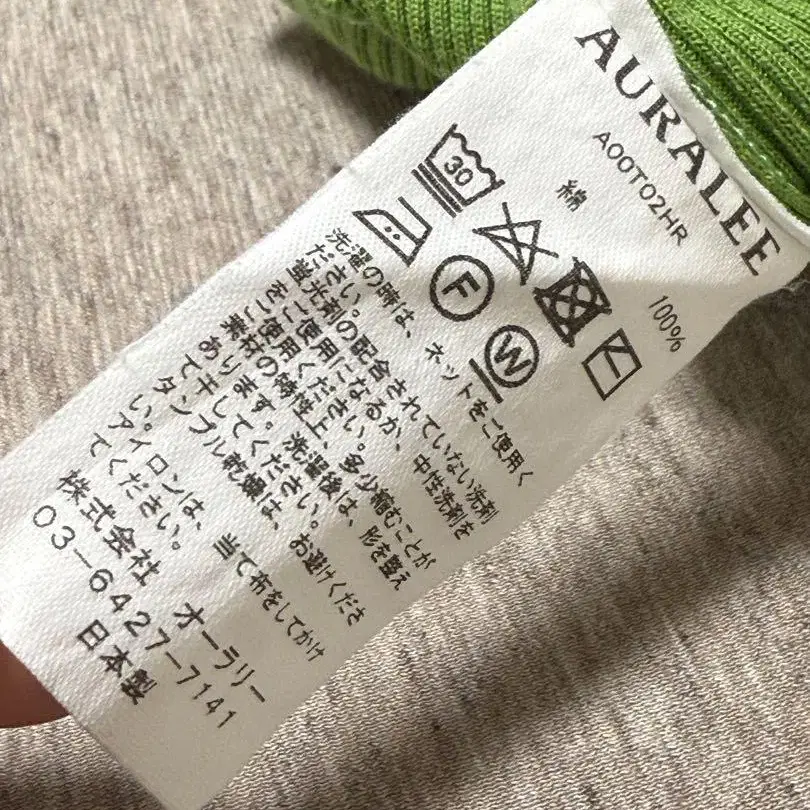 AURALEE
A00T02HR
綿 100%
30
F
W
洗濯の時は、ネットをご使用く
ださい。
蛍光剤の配合されていない洗剤
をご使用になるか、中性洗剤を
ご使用ください。
素材の特性上、多少縮むことが
あります。洗濯後は、形を整え
て干してください。
タンブル乾燥は、お避けくださ
い。
アイロンは、当て布をしてかけ
てください。
株式会社 オーラリー
03-6427-7141
日本製